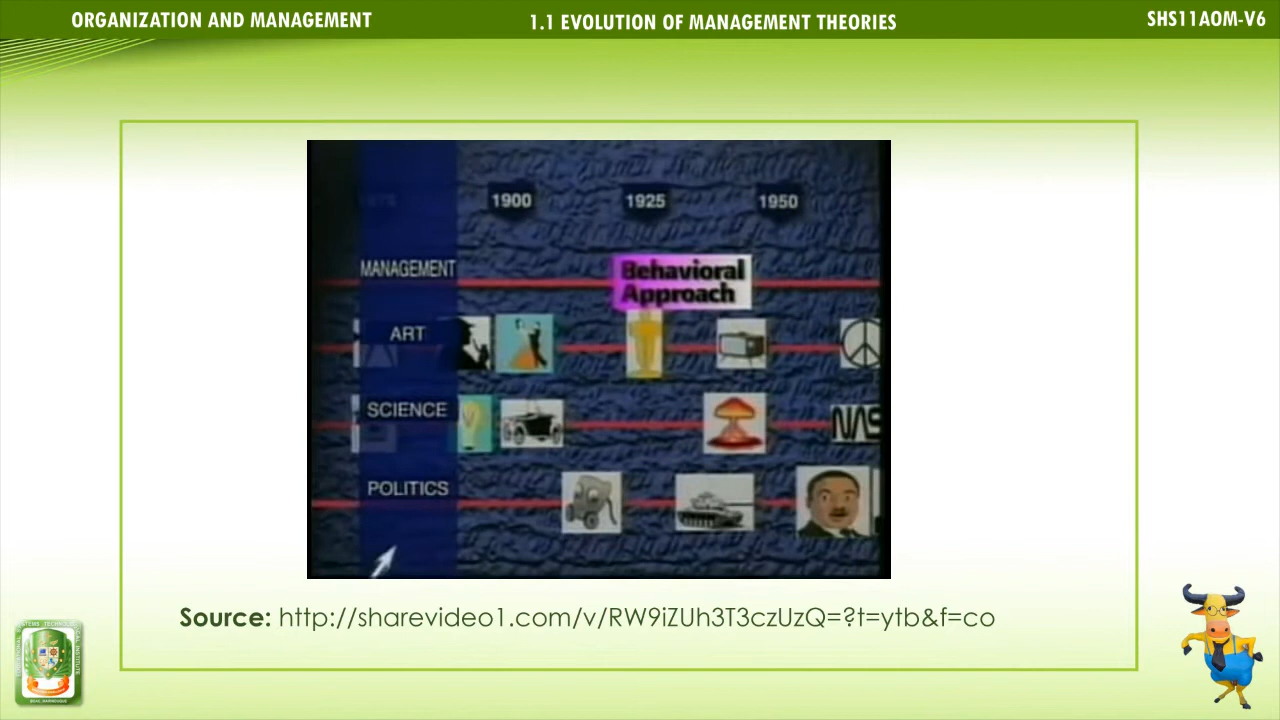 ORGANIZATION AND MANAGEMENT
1.1 EVOLUTION OF MANAGEMENT THEORIES
SHS11AOM-V6
1900
1925
1950
MANAGEMENT
Behavioral
Approach
ART
SCIENCE
NAS
POLITICS
Source: http://sharevideo1.com/v/RW9iZUh3T3czUzQ=?t=ytb&f=co